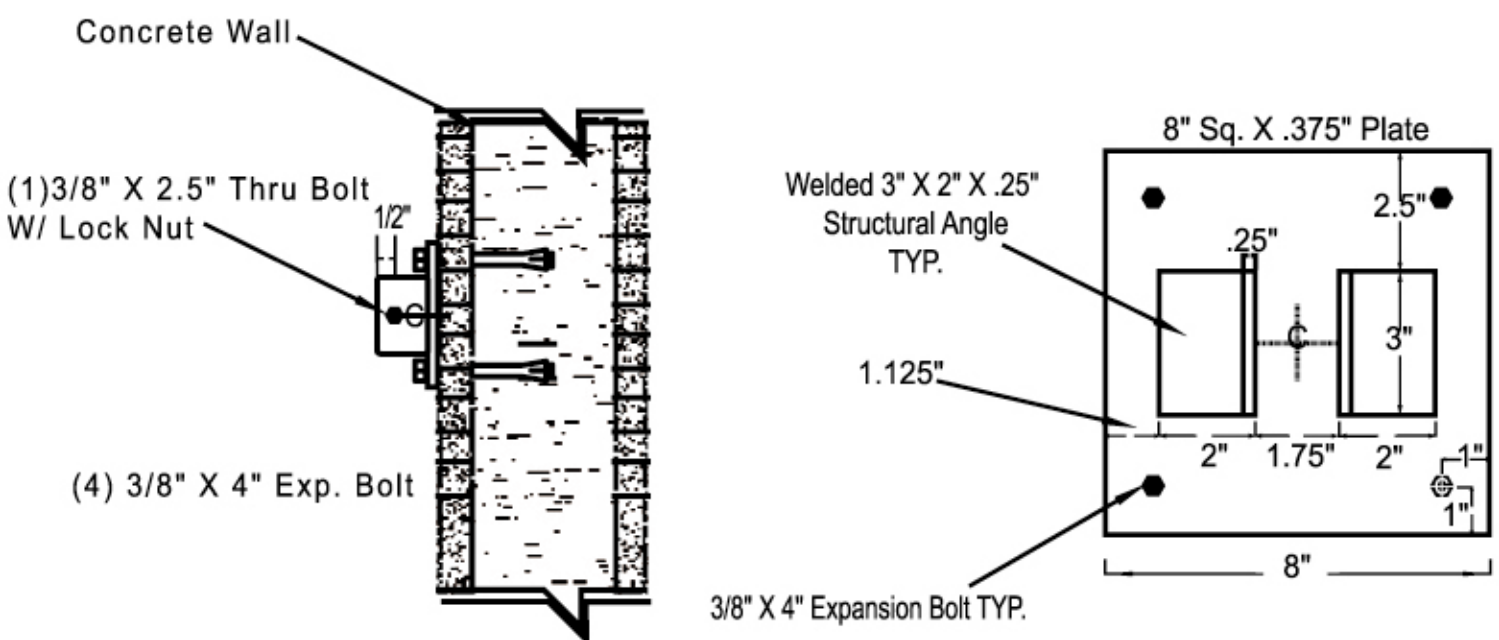 Concrete Wall
(1)3/8" X 2.5" Thru Bolt
W/ Lock Nut
1/2"
C
(4) 3/8" X 4" Exp. Bolt
8" Sq. X .375" Plate
Welded 3" X 2" X .25"
Structural Angle
TYP.
2.5"
.25"
C
3"
1.125"
2"
1.75"
2"
1"
1"
8"
3/8" X 4" Expansion Bolt TYP.